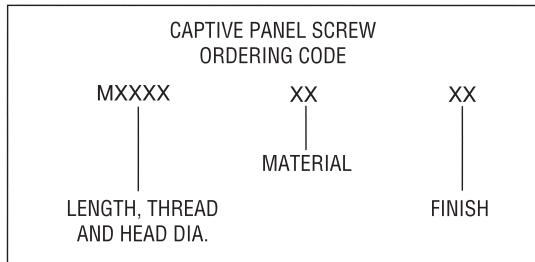 CAPTIVE PANEL SCREW
ORDERING CODE
MXXXX XX XX
MATERIAL
LENGTH, THREAD FINISH
AND HEAD DIA.